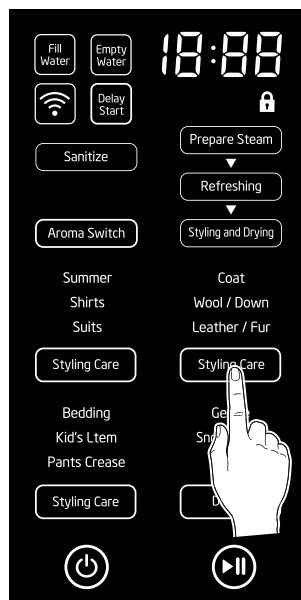 Fill
Water
Empty
Water
18:88
Delay
Start
Prepare Steam
Sanitize
Refreshing
Aroma Switch
Styling and Drying
Summer
Shirts
Suits
Styling Care
Coat
Wool / Down
Leather / Fur
Styling Care
Bedding
Kid's Ltem
Pants Crease
Styling Care